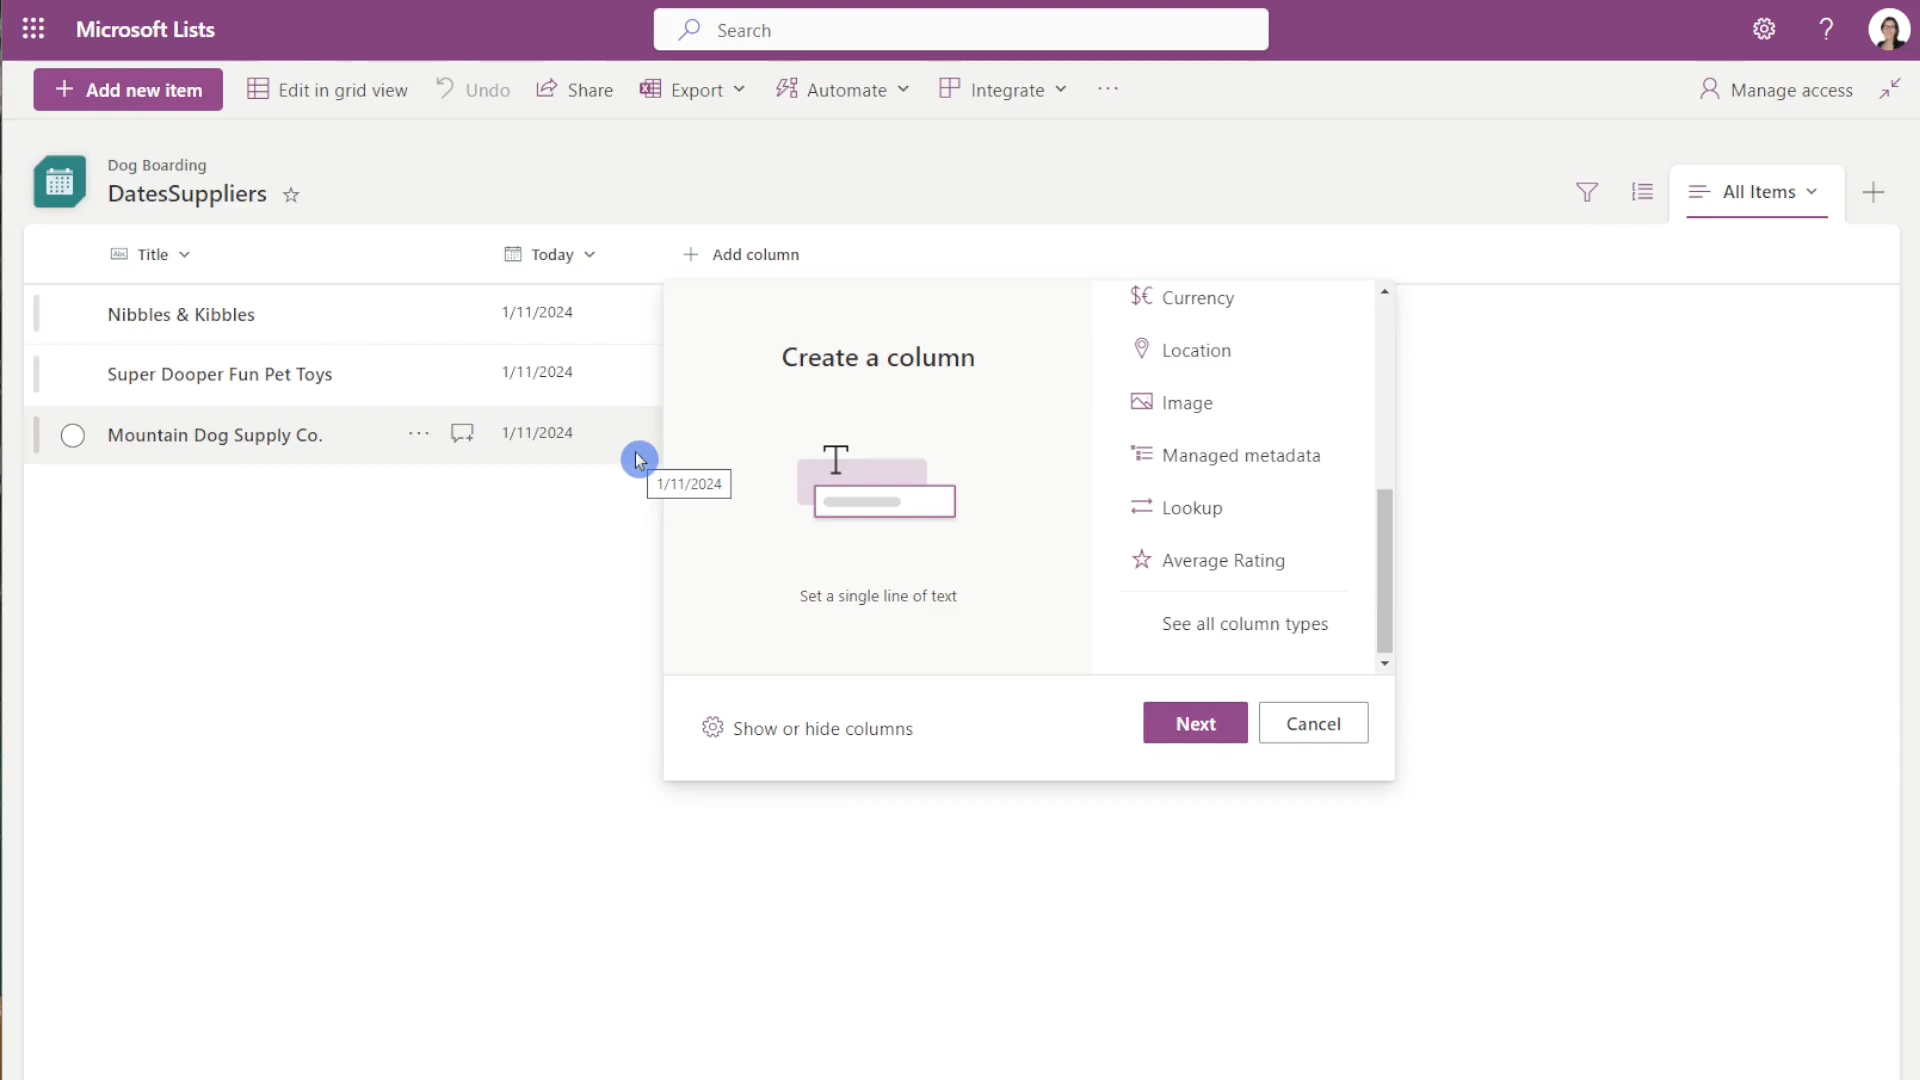 Microsoft Lists
Search
?
Add new item
Edit in grid view
Undo
Share
Export
Automate
Integrate
Manage access
Dog Boarding
DatesSuppliers
All Items
Abc Title
Today
Add column
Nibbles & Kibbles
1/11/2024
Super Dooper Fun Pet Toys
1/11/2024
Mountain Dog Supply Co.
1/11/2024
1/11/2024
Create a column
T
Set a single line of text
$€ Currency
Location
Image
Managed metadata
Lookup
Average Rating
See all column types
Show or hide columns
Next
Cancel